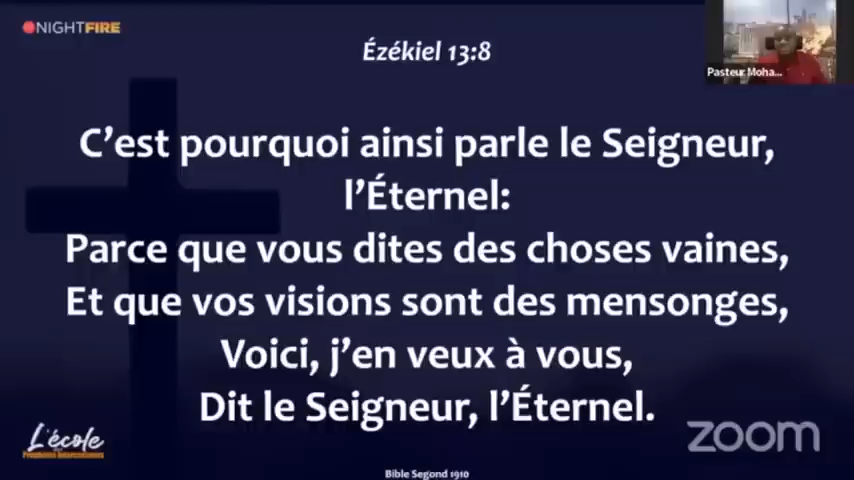 NIGHTFIRE
Ézékiel 13:8
Pasteur Moha...
C’est pourquoi ainsi parle le Seigneur,
l’Éternel:
Parce que vous dites des choses vaines,
Et que vos visions sont des mensonges,
Voici, j’en veux à vous,
Dit le Seigneur, l’Éternel.
L'école
Prophètes Intercesseurs
zoom
Bible Segond 1910